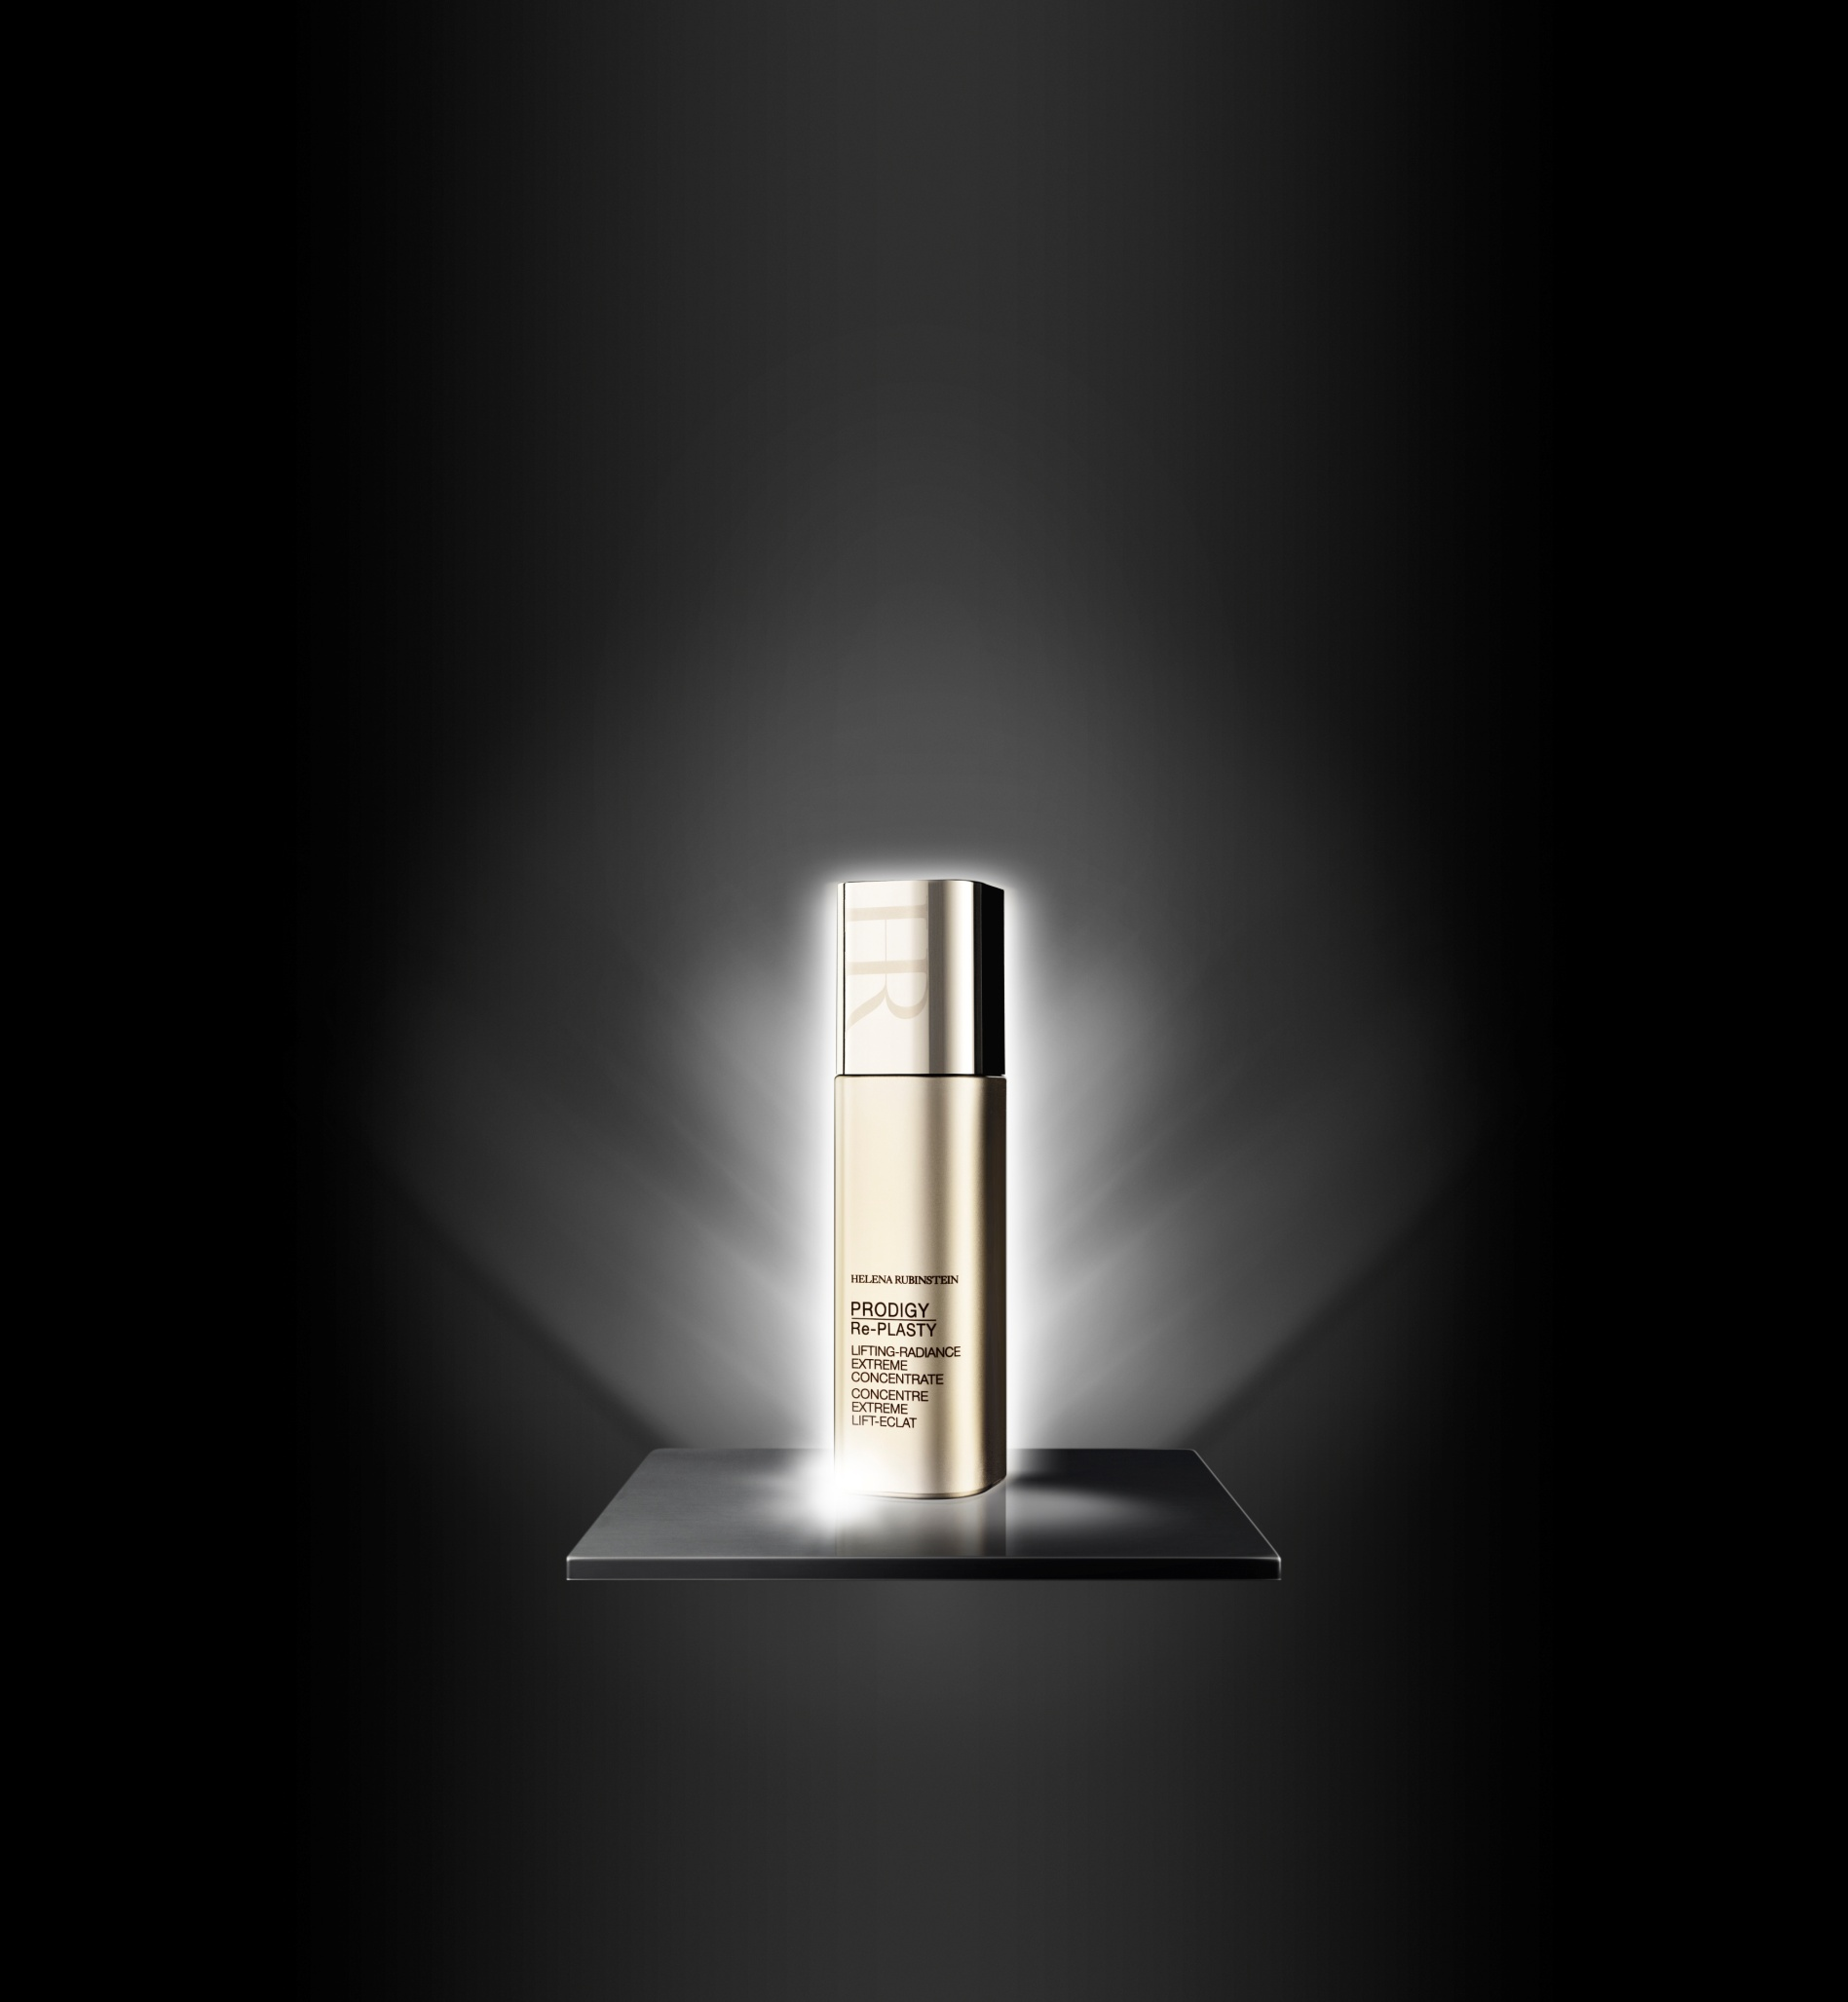 HR
HELENA RUBINSTEIN
PRODIGY
Re-PLASTY
LIFTING-RADIANCE
EXTREME
CONCENTRATE
CONCENTRE
EXTREME
LIFT-ECLAT